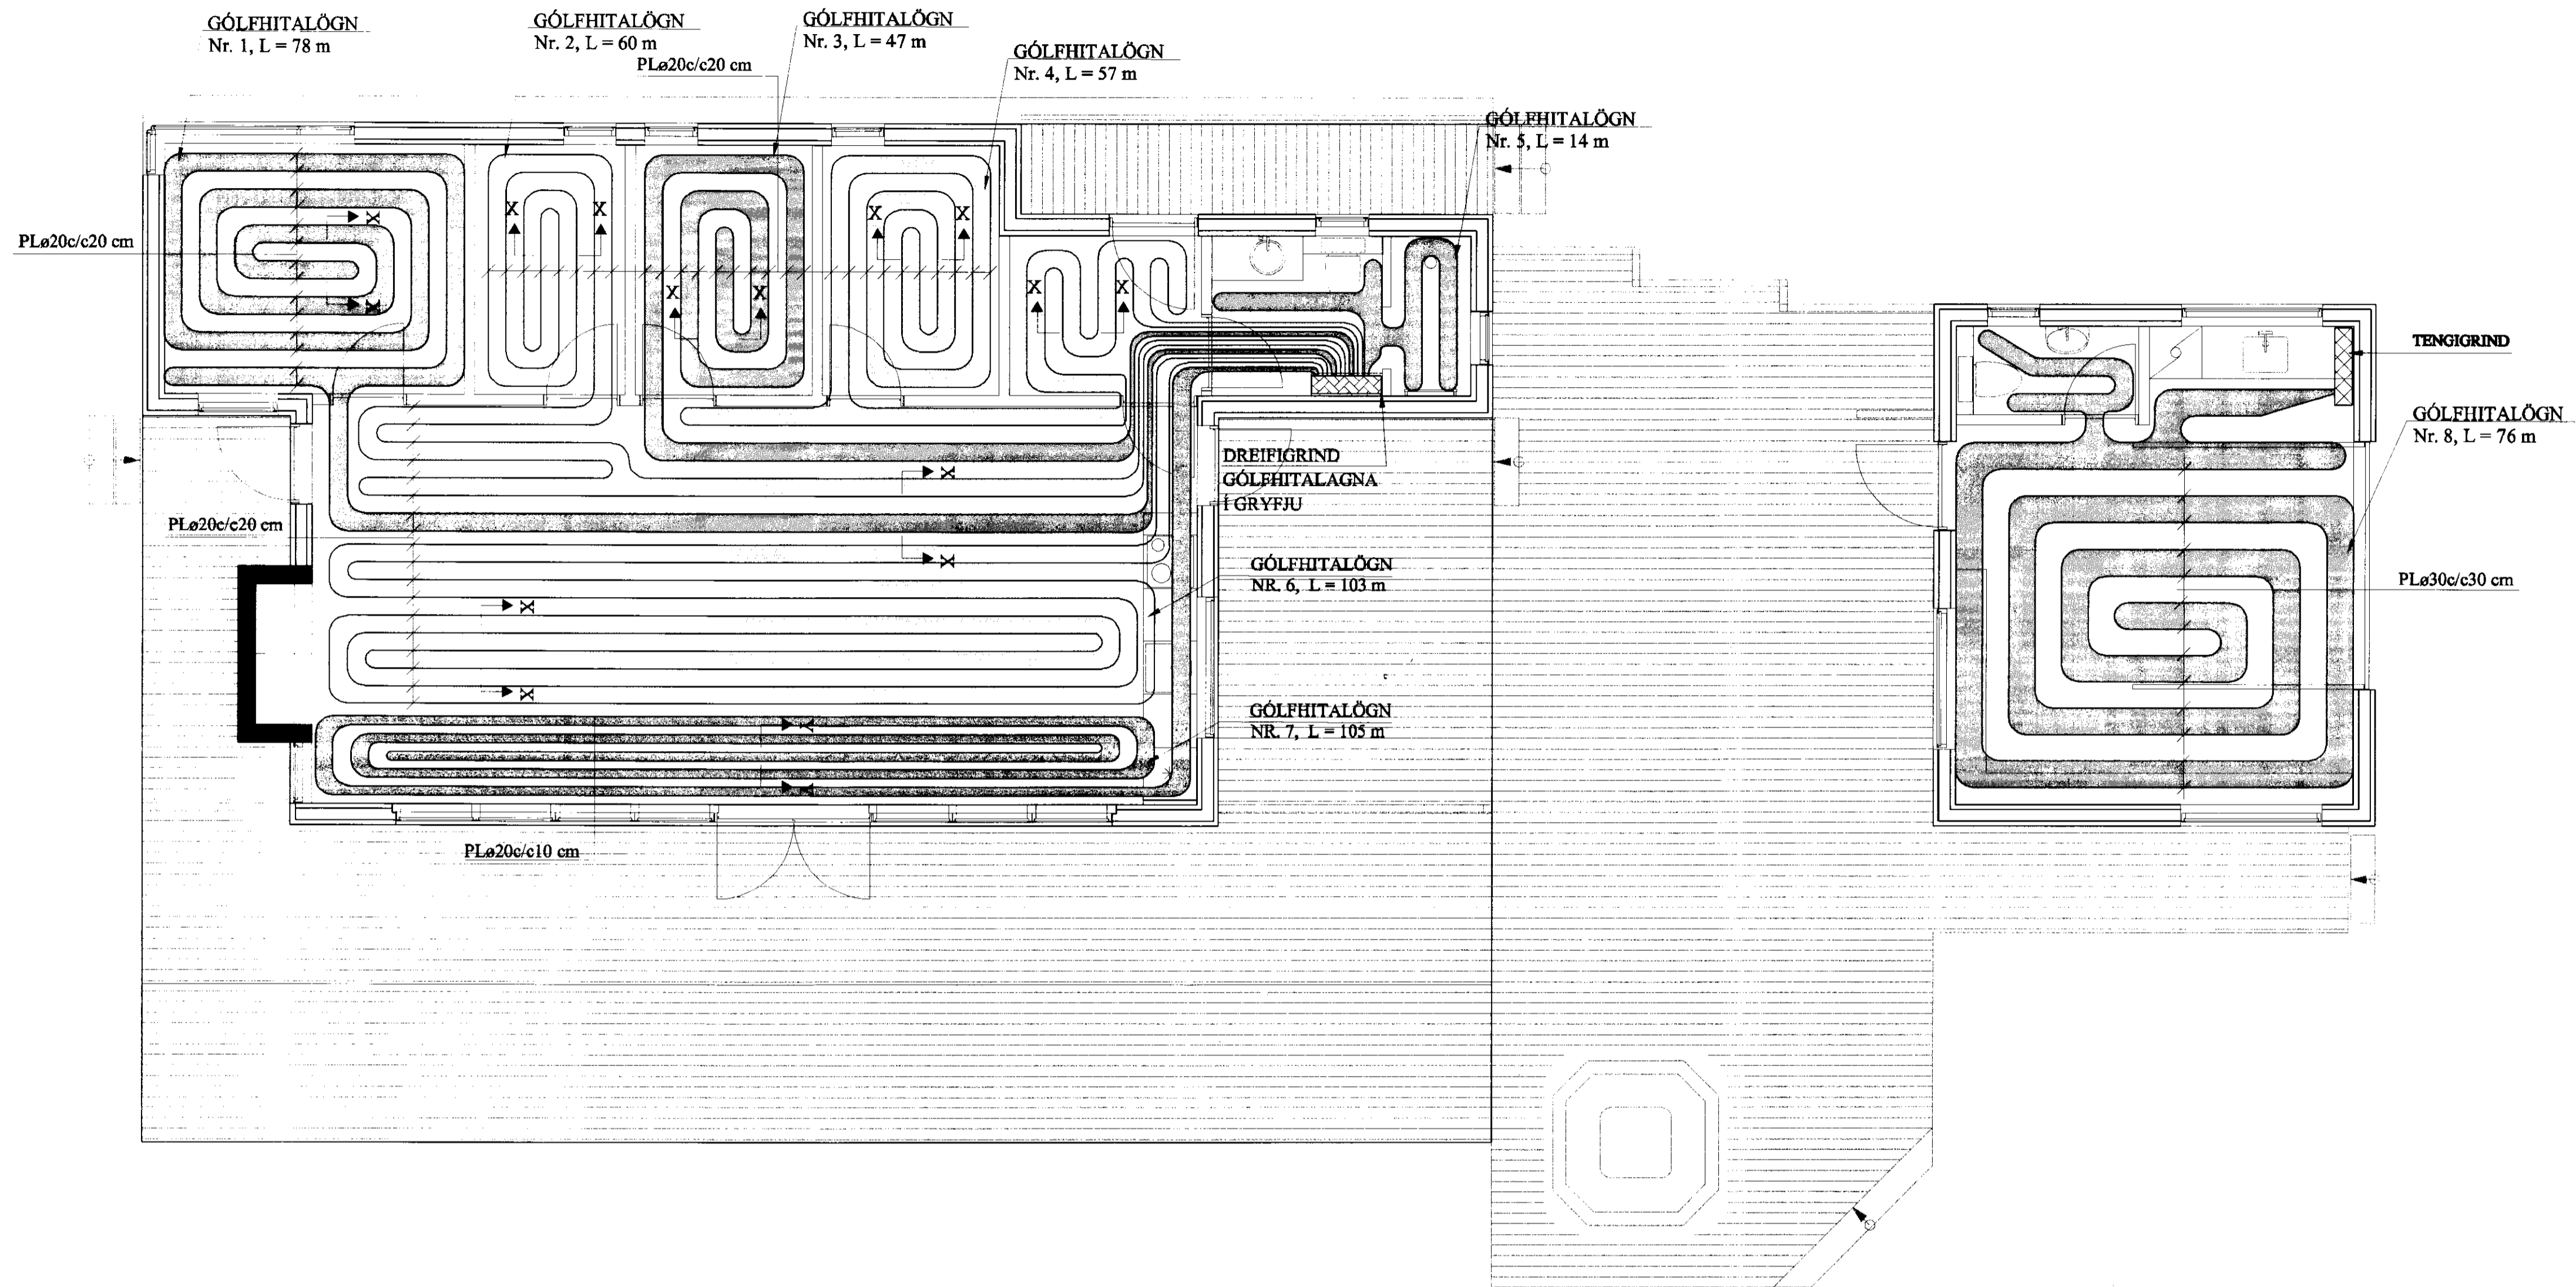 GÓLFHITALÖGN
Nr. 1, L = 78 m
GÓLFHITALÖGN
Nr. 2, L = 60 m
GÓLFHITALÖGN
Nr. 3, L = 47 m
PLø20c/c20 cm
GÓLFHITALÖGN
Nr. 4, L = 57 m
GÓLFHITALÖGN
Nr. 5, L = 14 m
PLø20c/c20 cm
X
X
X
X
X
X
X
X
X
X
TENGIGRIND
GÓLFHITALÖGN
Nr. 8, L = 76 m
DREIFIGRIND
GÓLFHITALAGNA
Í GRYFJU
X
PLø20c/c20 cm
X
GÓLFHITALÖGN
NR. 6, L = 103 m
PLø30c/c30 cm
X
X
GÓLFHITALÖGN
NR. 7, L = 105 m
X
X
PLø20c/c10 cm